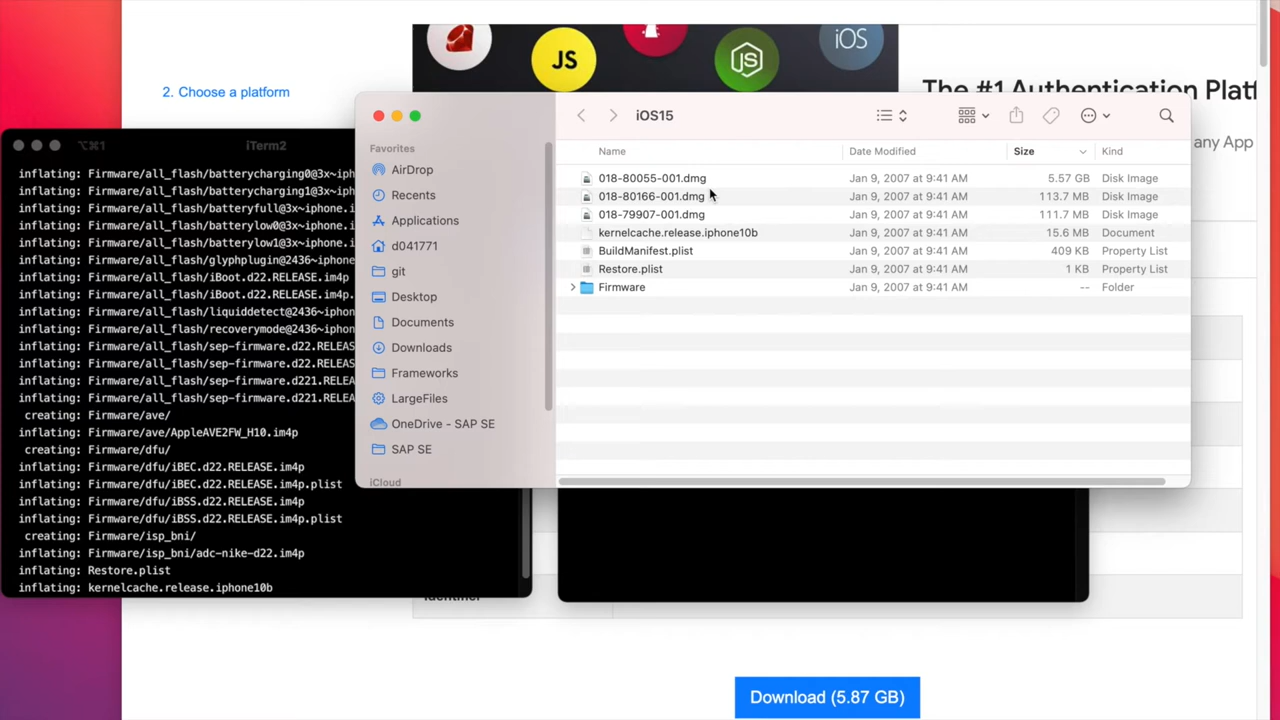 JS
iOS
2. Choose a platform
The #1 Authentication Platf
any App
⌥⌘1
iTerm2
inflating: Firmware/all_flash/batterycharging0@3x~iph
inflating: Firmware/all_flash/batterycharging1@3x~iph
inflating: Firmware/all_flash/batteryfull@3x~iphone.i
inflating: Firmware/all_flash/batterylow0@3x~iphone.i
inflating: Firmware/all_flash/batterylow1@3x~iphone.i
inflating: Firmware/all_flash/glyphplugin@2436~iphone
inflating: Firmware/all_flash/iBoot.d22.RELEASE.im4p
inflating: Firmware/all_flash/iBoot.d22.RELEASE.im4p.
inflating: Firmware/all_flash/liquiddetect@2436~iphon
inflating: Firmware/all_flash/recoverymode@2436~iphon
inflating: Firmware/all_flash/sep-firmware.d22.RELEAS
inflating: Firmware/all_flash/sep-firmware.d22.RELEAS
inflating: Firmware/all_flash/sep-firmware.d221.RELEA
inflating: Firmware/all_flash/sep-firmware.d221.RELEA
creating: Firmware/ave/
inflating: Firmware/ave/AppleAVE2FW_H10.im4p
creating: Firmware/dfu/
inflating: Firmware/dfu/iBEC.d22.RELEASE.im4p
inflating: Firmware/dfu/iBEC.d22.RELEASE.im4p.plist
inflating: Firmware/dfu/iBSS.d22.RELEASE.im4p
inflating: Firmware/dfu/iBSS.d22.RELEASE.im4p.plist
creating: Firmware/isp_bni/
inflating: Firmware/isp_bni/adc-nike-d22.im4p
inflating: Restore.plist
inflating: kernelcache.release.iphone10b
Favorites
AirDrop
Recents
Applications
d041771
git
Desktop
Documents
Downloads
Frameworks
LargeFiles
OneDrive - SAP SE
SAP SE
iCloud
iOS15
Name Date Modified Size Kind
018-80055-001.dmg Jan 9, 2007 at 9:41 AM 5.57 GB Disk Image
018-80166-001.dmg Jan 9, 2007 at 9:41 AM 113.7 MB Disk Image
018-79907-001.dmg Jan 9, 2007 at 9:41 AM 111.7 MB Disk Image
kernelcache.release.iphone10b Jan 9, 2007 at 9:41 AM 15.6 MB Document
BuildManifest.plist Jan 9, 2007 at 9:41 AM 409 KB Property List
Restore.plist Jan 9, 2007 at 9:41 AM 1 KB Property List
Firmware Jan 9, 2007 at 9:41 AM -- Folder
Download (5.87 GB)